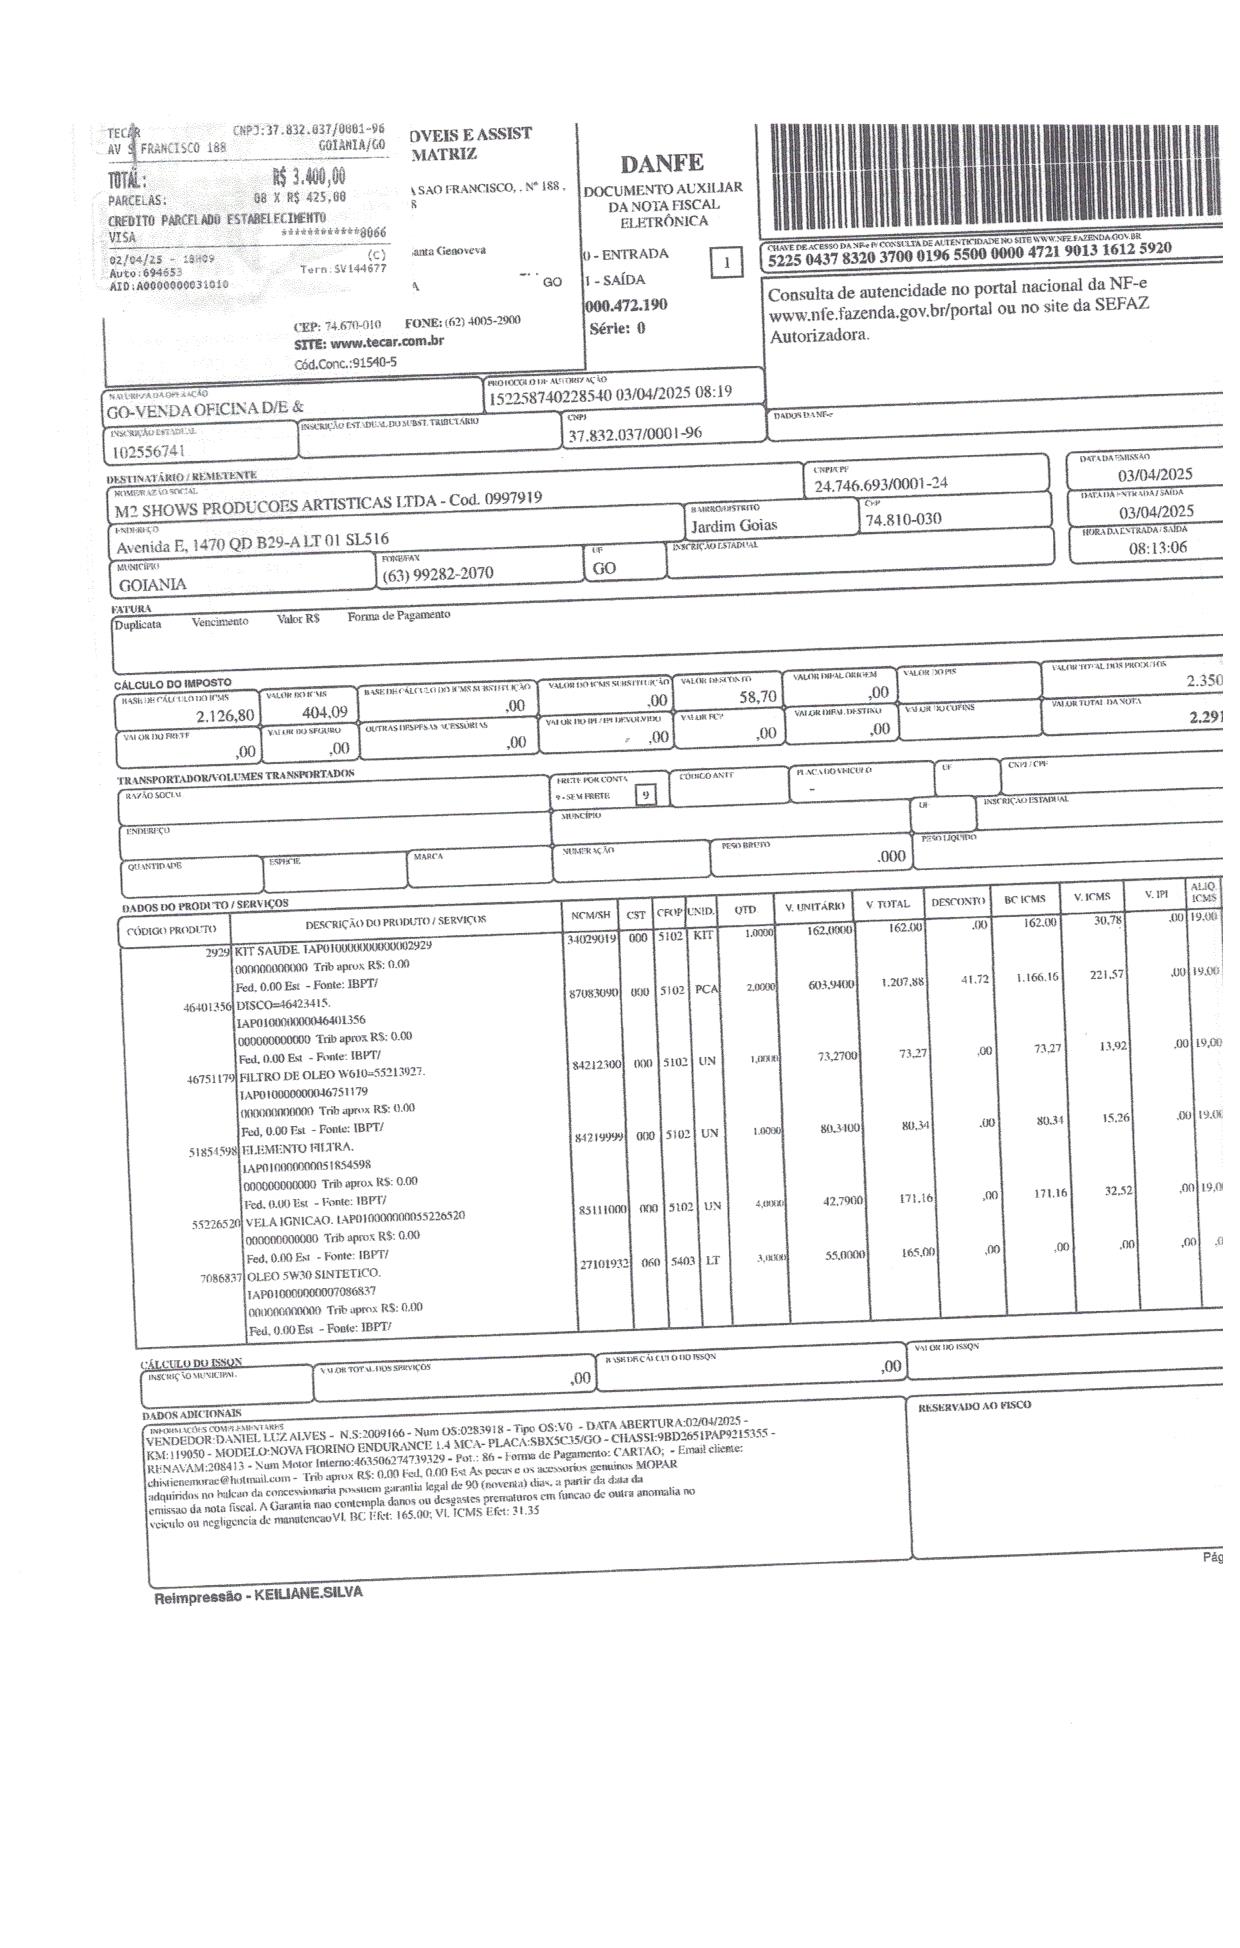 TECAR CNPJ:37.832.037/0001-96
AV S FRANCISCO 188 GOIANIA/GO
TOTAL: R$ 3.400,00
PARCELAS: 08 X R$ 425,00
CREDITO PARCELADO ESTABELECIMENTO
VISA ************8066
02/04/25 - 18H09 (C)
Auto:694653 Term:SV144677
AID:A0000000031010
OVEIS E ASSIST
MATRIZ
SAO FRANCISCO, . Nº 188 .
8
anta Genoveva
GO
CEP: 74.670-010 FONE: (62) 4005-2900
SITE: www.tecar.com.br
Cód.Conc.:91540-5
DANFE
DOCUMENTO AUXILIAR
DA NOTA FISCAL
ELETRÔNICA
0 - ENTRADA
1 - SAÍDA
1
000.472.190
Série: 0
CHAVE DE ACESSO DA NF-e P/ CONSULTA DE AUTENTICIDADE NO SITE WWW.NFE.FAZENDA.GOV.BR
5225 0437 8320 3700 0196 5500 0000 4721 9013 1612 5920
Consulta de autencidade no portal nacional da NF-e
www.nfe.fazenda.gov.br/portal ou no site da SEFAZ
Autorizadora.
NATUREZA DA OPERAÇÃO PROTOCOLO DE AUTORIZAÇÃO
GO-VENDA OFICINA D/E & 152258740228540 03/04/2025 08:19
INSCRIÇÃO ESTADUAL INSCRIÇÃO ESTADUAL DO SUBST. TRIBUTÁRIO CNPJ DADOS DA NF-e
102556741 37.832.037/0001-96
DESTINATÁRIO / REMETENTE
NOME/RAZÃO SOCIAL CNPJ/CPF DATA DA EMISSÃO
M2 SHOWS PRODUCOES ARTISTICAS LTDA - Cod. 0997919 24.746.693/0001-24 03/04/2025
ENDEREÇO BAIRRO/DISTRITO CEP DATA DA ENTRADA / SAÍDA
Avenida E, 1470 QD B29-A LT 01 SL516 Jardim Goias 74.810-030 03/04/2025
MUNICÍPIO FONE/FAX UF INSCRIÇÃO ESTADUAL HORA DA ENTRADA / SAÍDA
GOIANIA (63) 99282-2070 GO 08:13:06
FATURA
Duplicata Vencimento Valor R$ Forma de Pagamento
CÁLCULO DO IMPOSTO
BASE DE CÁLCULO DO ICMS VALOR DO ICMS BASE DE CÁLCULO DO ICMS SUBSTITUIÇÃO VALOR DO ICMS SUBSTITUIÇÃO VALOR DESCONTO VALOR DIFAL ORIGEM VALOR DO PIS VALOR TOTAL DOS PRODUTOS
2.126,80 404,09 ,00 ,00 58,70 ,00 2.350
VALOR DO FRETE VALOR DO SEGURO OUTRAS DESPESAS ACESSÓRIAS VALOR DO IPI / IPI DEVOLVIDO VALOR FCP VALOR DIFAL DESTINO VALOR DO COFINS VALOR TOTAL DA NOTA
,00 ,00 ,00 ,00 ,00 ,00 2.291
TRANSPORTADOR/VOLUMES TRANSPORTADOS
RAZÃO SOCIAL FRETE POR CONTA CÓDIGO ANTT PLACA DO VEÍCULO UF CNPJ / CPF
9 - SEM FRETE 9 -
ENDEREÇO MUNCÍPIO UF INSCRIÇÃO ESTADUAL
QUANTIDADE ESPÉCIE MARCA NUMERAÇÃO PESO BRUTO PESO LÍQUIDO
.000
DADOS DO PRODUTO / SERVIÇOS
CÓDIGO PRODUTO DESCRIÇÃO DO PRODUTO / SERVIÇOS NCM/SH CST CFOP UNID. QTD. V. UNITÁRIO V TOTAL DESCONTO BC ICMS V. ICMS V. IPI ALIQ. ICMS
2929 KIT SAUDE. IAP01000000000002929 34029019 000 5102 KIT 1.0000 162,0000 162.00 .00 162.00 30,78 ,00 19.00
000000000000 Trib aprox R$: 0.00
Fed, 0.00 Est - Fonte: IBPT/
46401356 DISCO=46423415. 87083090 000 5102 PCA 2,0000 603,9400 1.207,88 41.72 1.166.16 221,57 ,00 19.00
IAP010000000046401356
000000000000 Trib aprox R$: 0.00
Fed, 0.00 Est - Fonte: IBPT/
46751179 FILTRO DE OLEO W610=55213927. 84212300 000 5102 UN 1,0000 73,2700 73,27 ,00 73,27 13,92 ,00 19,00
IAP010000000046751179
000000000000 Trib aprox R$: 0.00
Fed, 0.00 Est - Fonte: IBPT/
51854598 ELEMENTO FILTRA. 84219999 000 5102 UN 1.0000 80.3400 80,34 .00 80.34 15,26 .00 19.00
IAP010000000051854598
000000000000 Trib aprox R$: 0.00
Fed, 0.00 Est - Fonte: IBPT/
55226520 VELA IGNICAO. IAP010000000055226520 85111000 000 5102 UN 4,0000 42,7900 171,16 ,00 171.16 32,52 ,00 19,0
000000000000 Trib aprox R$: 0.00
Fed, 0.00 Est - Fonte: IBPT/
7086837 OLEO 5W30 SINTETICO. 27101932 060 5403 LT 3,0000 55,0000 165,00 ,00 ,00 ,00 ,00 ,0
IAP010000000007086837
000000000000 Trib aprox R$: 0.00
Fed, 0.00 Est - Fonte: IBPT/
CÁLCULO DO ISSQN
INSCRIÇÃO MUNICIPAL VALOR TOTAL DOS SERVIÇOS BASE DE CÁLCULO DO ISSQN VALOR DO ISSQN
,00 ,00
DADOS ADICIONAIS
INFORMAÇÕES COMPLEMENTARES RESERVADO AO FISCO
VENDEDOR:DANIEL LUZ ALVES - N.S:2009166 - Num OS:0283918 - Tipo OS:V0 - DATA ABERTURA:02/04/2025 -
KM:119050 - MODELO:NOVA FIORINO ENDURANCE 1.4 MCA- PLACA:SBX5C35/GO - CHASSI:9BD2651PAP9215355 -
RENAVAM:208413 - Num Motor Interno:463506274739329 - Pot.: 86 - Forma de Pagamento: CARTAO; - Email cliente:
chistienemorae@hotmail.com - Trib aprox R$: 0.00 Fed, 0.00 Est As pecas e os acessorios genuinos MOPAR
adquiridos no balcao da concessionaria possuem garantia legal de 90 (noventa) dias, a partir da data da
emissao da nota fiscal. A Garantia nao contempla danos ou desgastes prematuros em funcao de outra anomalia no
veiculo ou negligencia de manutencaoVl. BC Efet: 165.00; Vl. ICMS Efet: 31.35
Pág
Reimpressão - KEILIANE.SILVA